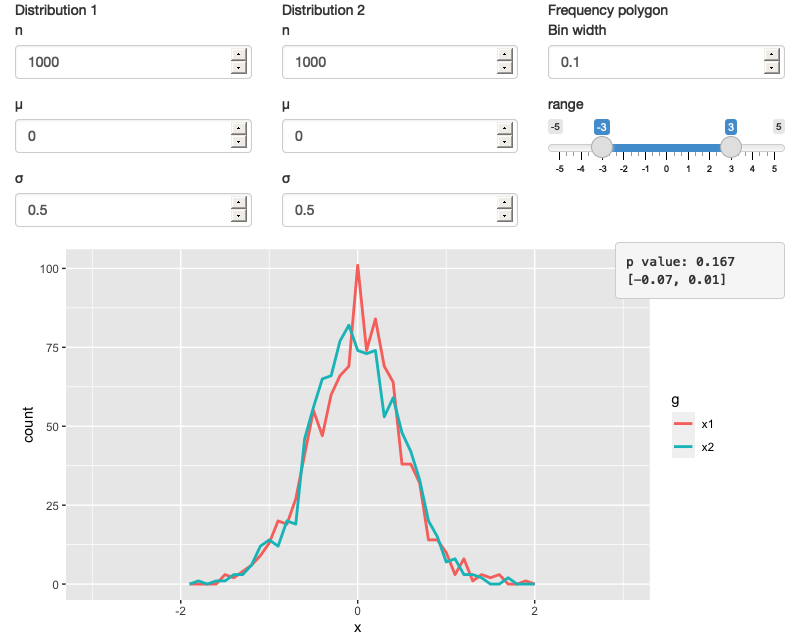 Distribution 1
n
1000
μ
0
σ
0.5
Distribution 2
n
1000
μ
0
σ
0.5
Frequency polygon
Bin width
0.1
range
-5 -3 3 5
-5 -4 -3 -2 -1 0 1 2 3 4 5
p value: 0.167
[-0.07, 0.01]
100
75
50
25
0
count
-2 0 2
x
g
x1
x2